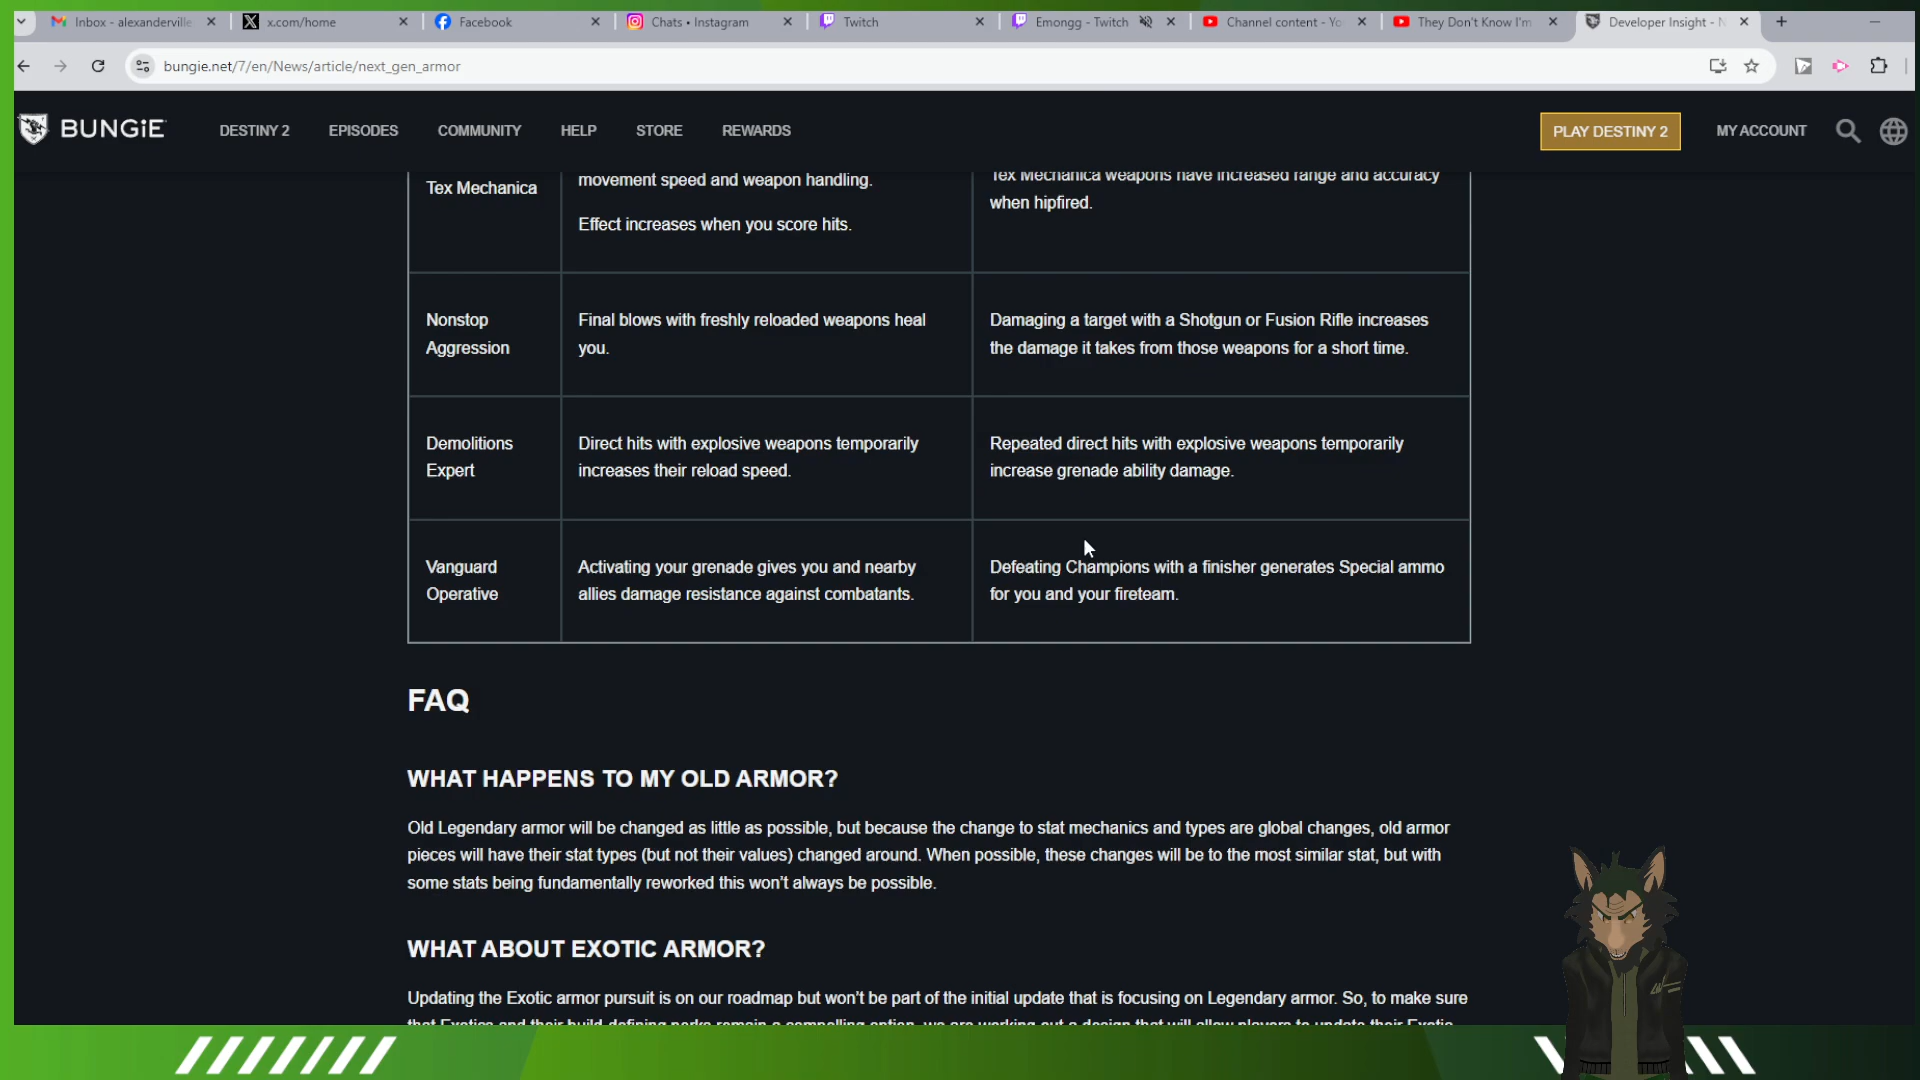 Inbox - alexanderville
x.com/home
Facebook
Chats • Instagram
Twitch
Emongg - Twitch
Channel content - Yo
They Don't Know I'm
Developer Insight - N
bungie.net/7/en/News/article/next_gen_armor
BUNGiE
DESTINY 2
EPISODES
COMMUNITY
HELP
STORE
REWARDS
PLAY DESTINY 2
MY ACCOUNT
Tex Mechanica
movement speed and weapon handling.
Effect increases when you score hits.
Tex Mechanica weapons have increased range and accuracy
when hipfired.
Nonstop
Aggression
Final blows with freshly reloaded weapons heal
you.
Damaging a target with a Shotgun or Fusion Rifle increases
the damage it takes from those weapons for a short time.
Demolitions
Expert
Direct hits with explosive weapons temporarily
increases their reload speed.
Repeated direct hits with explosive weapons temporarily
increase grenade ability damage.
Vanguard
Operative
Activating your grenade gives you and nearby
allies damage resistance against combatants.
Defeating Champions with a finisher generates Special ammo
for you and your fireteam.
FAQ
WHAT HAPPENS TO MY OLD ARMOR?
Old Legendary armor will be changed as little as possible, but because the change to stat mechanics and types are global changes, old armor
pieces will have their stat types (but not their values) changed around. When possible, these changes will be to the most similar stat, but with
some stats being fundamentally reworked this won't always be possible.
WHAT ABOUT EXOTIC ARMOR?
Updating the Exotic armor pursuit is on our roadmap but won't be part of the initial update that is focusing on Legendary armor. So, to make sure
that Exotics and their build-defining perks remain a compelling option, we are working out a design that will allow players to update their Exotic